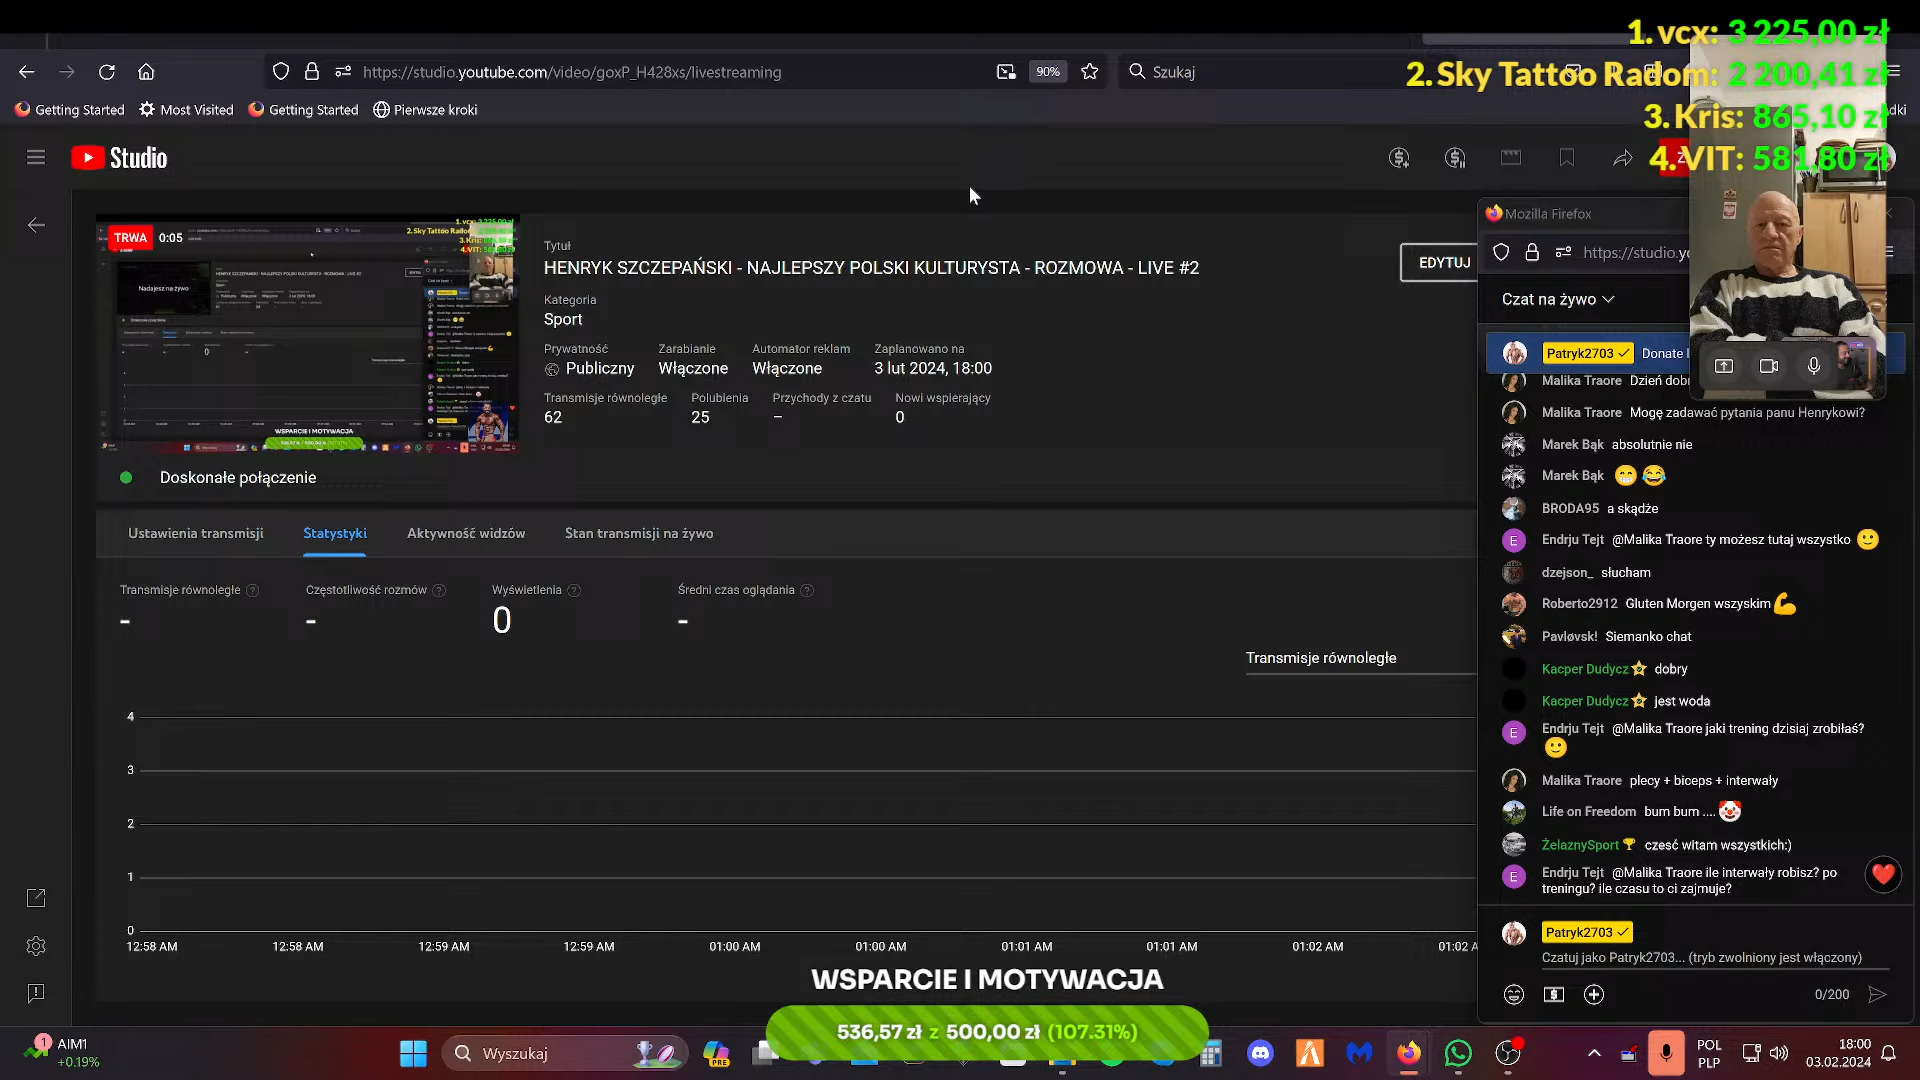 1. vcx: 3 225,00 zł
2. Sky Tattoo Radom: 2 200,41 zł
3. Kris: 865,10 zł
4. VIT: 581,80 zł
https://studio.youtube.com/video/goxP_H428xs/livestreaming
90%
Szukaj
Getting Started
Most Visited
Getting Started
Pierwsze kroki
Studio
TRWA 0:05
Nadajesz na żywo
Tytuł
HENRYK SZCZEPAŃSKI - NAJLEPSZY POLSKI KULTURYSTA - ROZMOWA - LIVE #2
EDYTUJ
Kategoria
Sport
Prywatność
Publiczny
Zarabianie
Włączone
Automator reklam
Włączone
Zaplanowano na
3 lut 2024, 18:00
Transmisje równoległe
62
Polubienia
25
Przychody z czatu
–
Nowi wspierający
0
Doskonałe połączenie
Ustawienia transmisji
Statystyki
Aktywność widzów
Stan transmisji na żywo
Transmisje równoległe
-
Częstotliwość rozmów
-
Wyświetlenia
0
Średni czas oglądania
-
Transmisje równoległe
4
3
2
1
0
12:58 AM
12:58 AM
12:59 AM
12:59 AM
01:00 AM
01:00 AM
01:01 AM
01:01 AM
01:02 AM
01:02 A
Mozilla Firefox
https://studio.yo
Czat na żywo
Patryk2703 Donate
Malika Traore Dzień dobr
Malika Traore Mogę zadawać pytania panu Henrykowi?
Marek Bąk absolutnie nie
Marek Bąk 😁😂
BRODA95 a skądże
Endrju Tejt @Malika Traore ty możesz tutaj wszystko 🙂
dzejson_ słucham
Roberto2912 Gluten Morgen wszyskim 💪
Pavløvsk! Siemanko chat
Kacper Dudycz dobry
Kacper Dudycz jest woda
Endrju Tejt @Malika Traore jaki trening dzisiaj zrobiłaś?
🙂
Malika Traore plecy + biceps + interwały
Life on Freedom bum bum .... 🤡
ŻelaznySport cześć witam wszystkich:)
Endrju Tejt @Malika Traore ile interwały robisz? po
treningu? ile czasu to ci zajmuje?
Patryk2703
Czatuj jako Patryk2703... (tryb zwolniony jest włączony)
0/200
WSPARCIE I MOTYWACJA
536,57 zł z 500,00 zł (107.31%)
1
AIM1
+0.19%
Wyszukaj
PRE
POL
PLP
18:00
03.02.2024